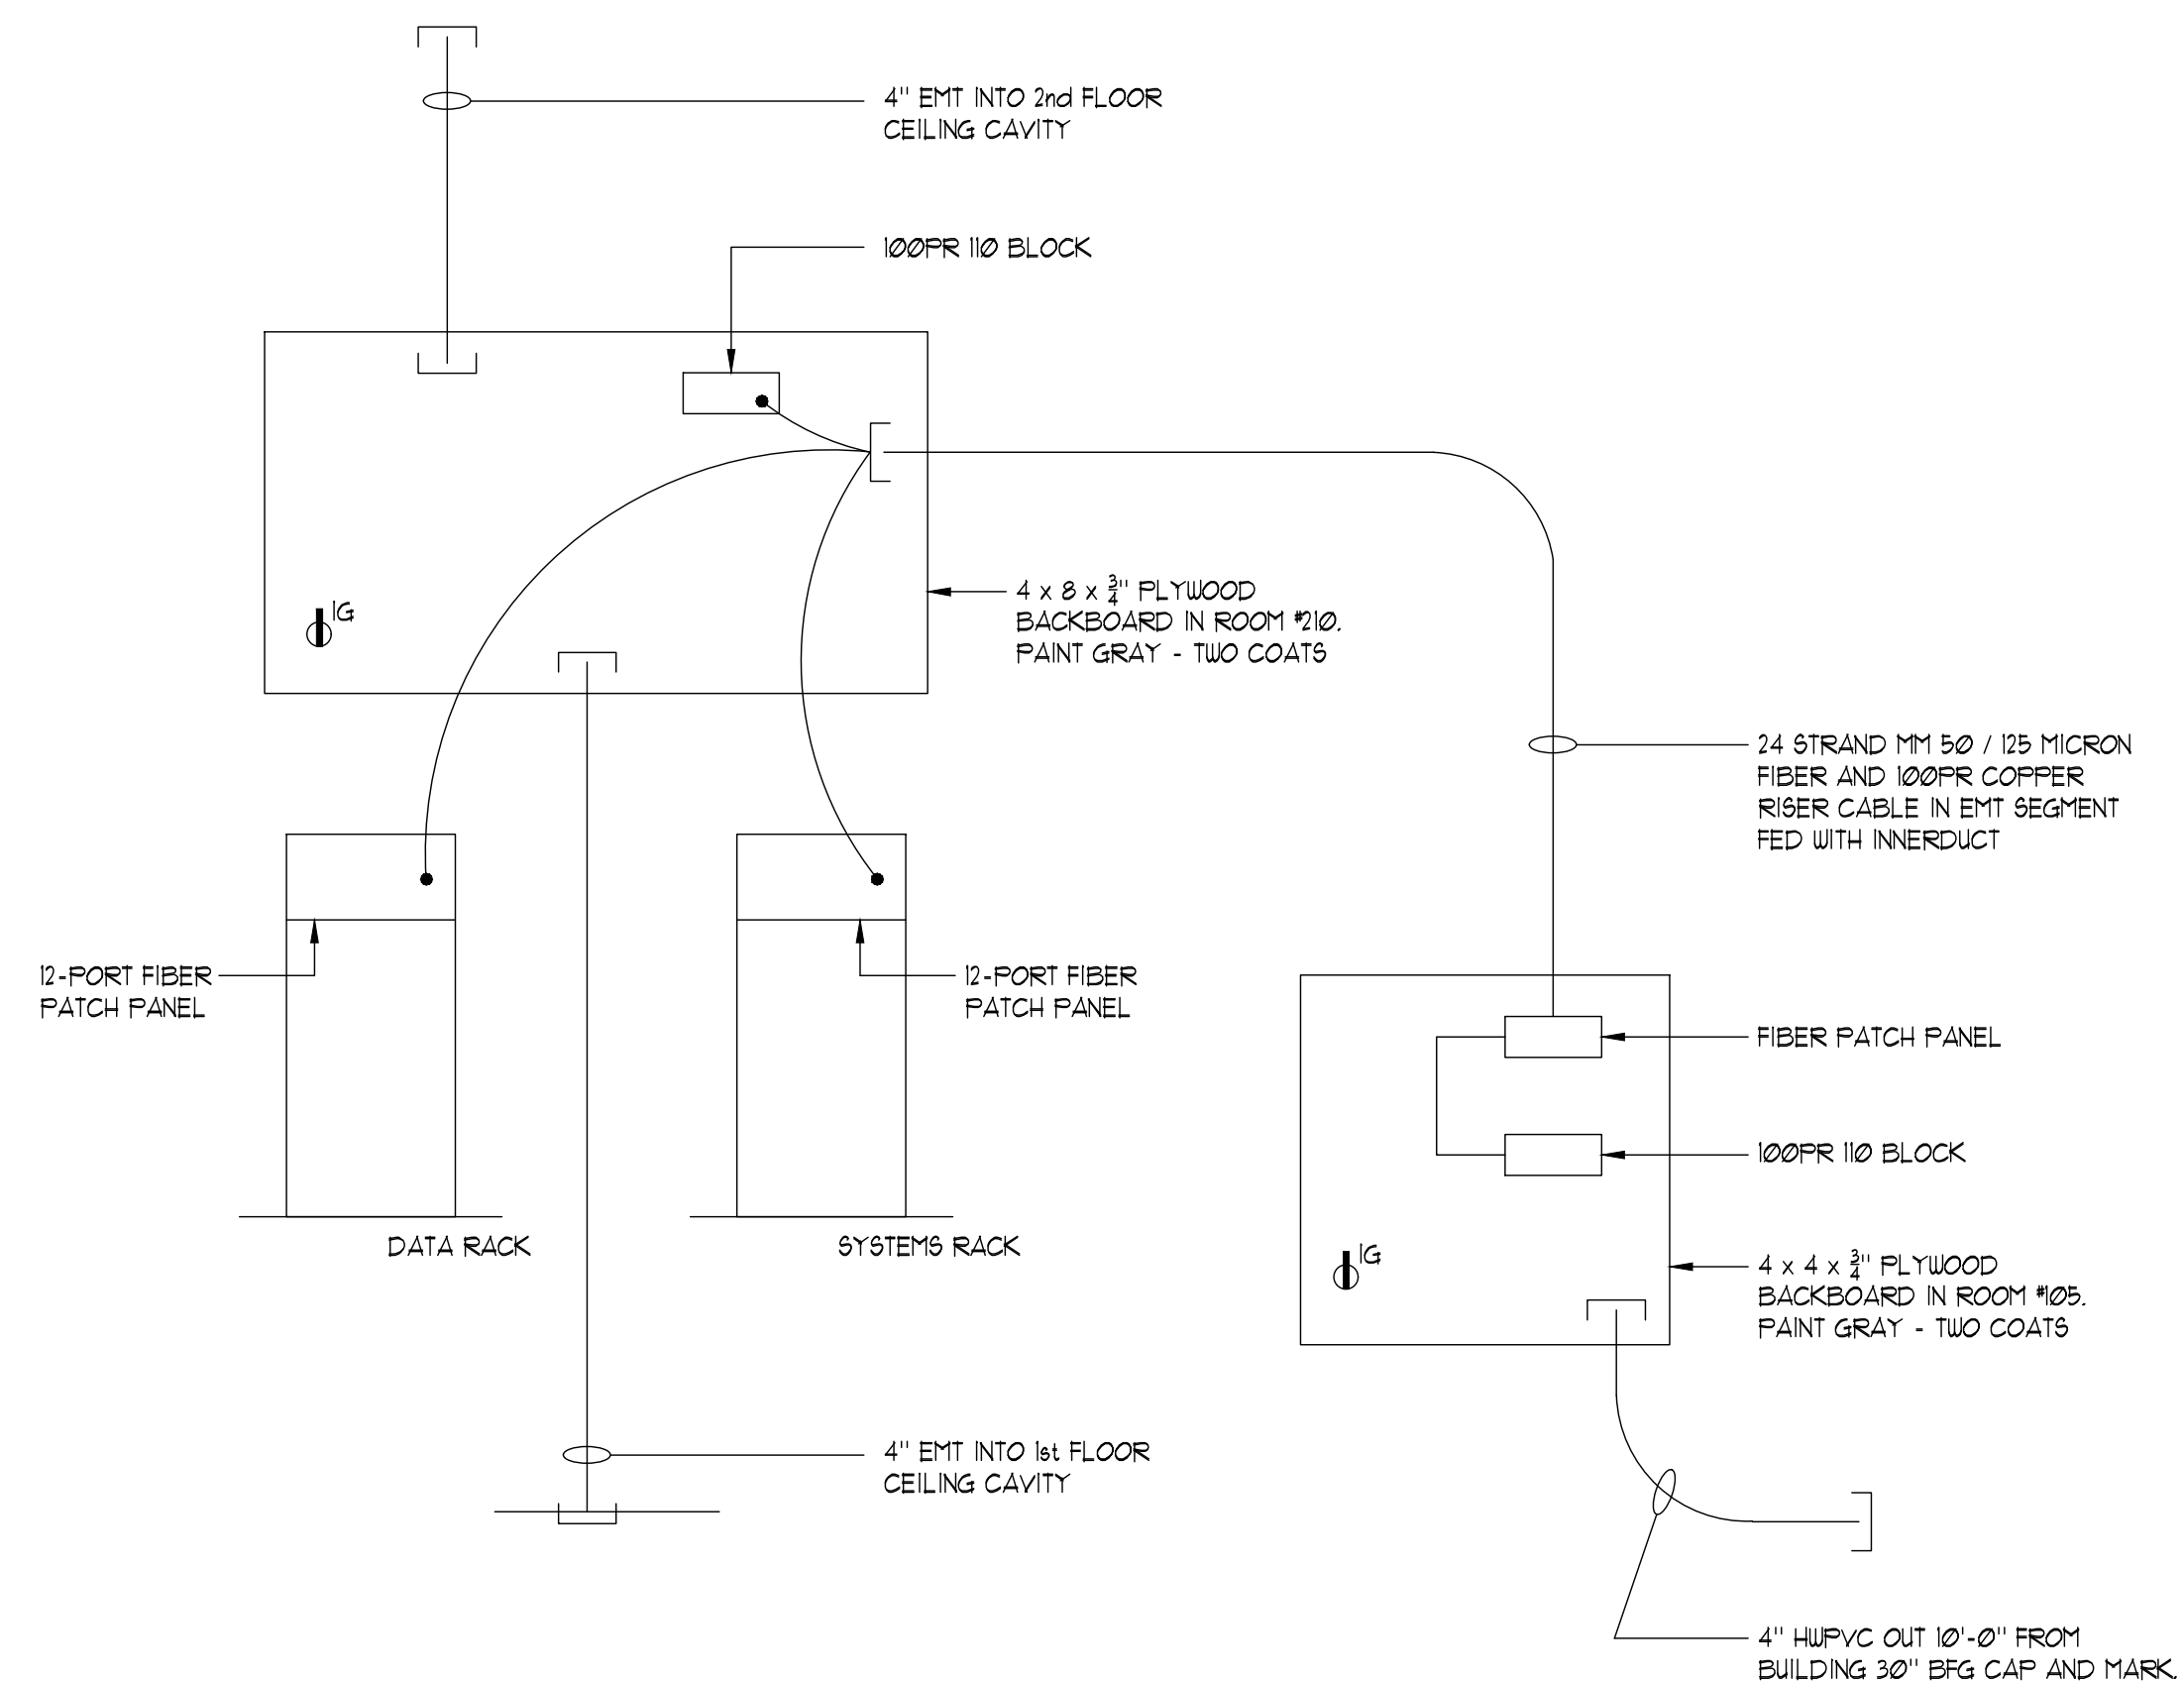 4" EMT INTO 2nd FLOOR
CEILING CAVITY
100PR 110 BLOCK
4 x 8 x 3/4" PLYWOOD
BACKBOARD IN ROOM #210.
PAINT GRAY - TWO COATS
IG
24 STRAND MM 50 / 125 MICRON
FIBER AND 100PR COPPER
RISER CABLE IN EMT SEGMENT
FED WITH INNERDUCT
12-PORT FIBER
PATCH PANEL
12-PORT FIBER
PATCH PANEL
FIBER PATCH PANEL
100PR 110 BLOCK
DATA RACK
SYSTEMS RACK
IG
4 x 4 x 3/4" PLYWOOD
BACKBOARD IN ROOM #105.
PAINT GRAY - TWO COATS
4" EMT INTO 1st FLOOR
CEILING CAVITY
4" HWPVC OUT 10'-0" FROM
BUILDING 30" BFG CAP AND MARK.